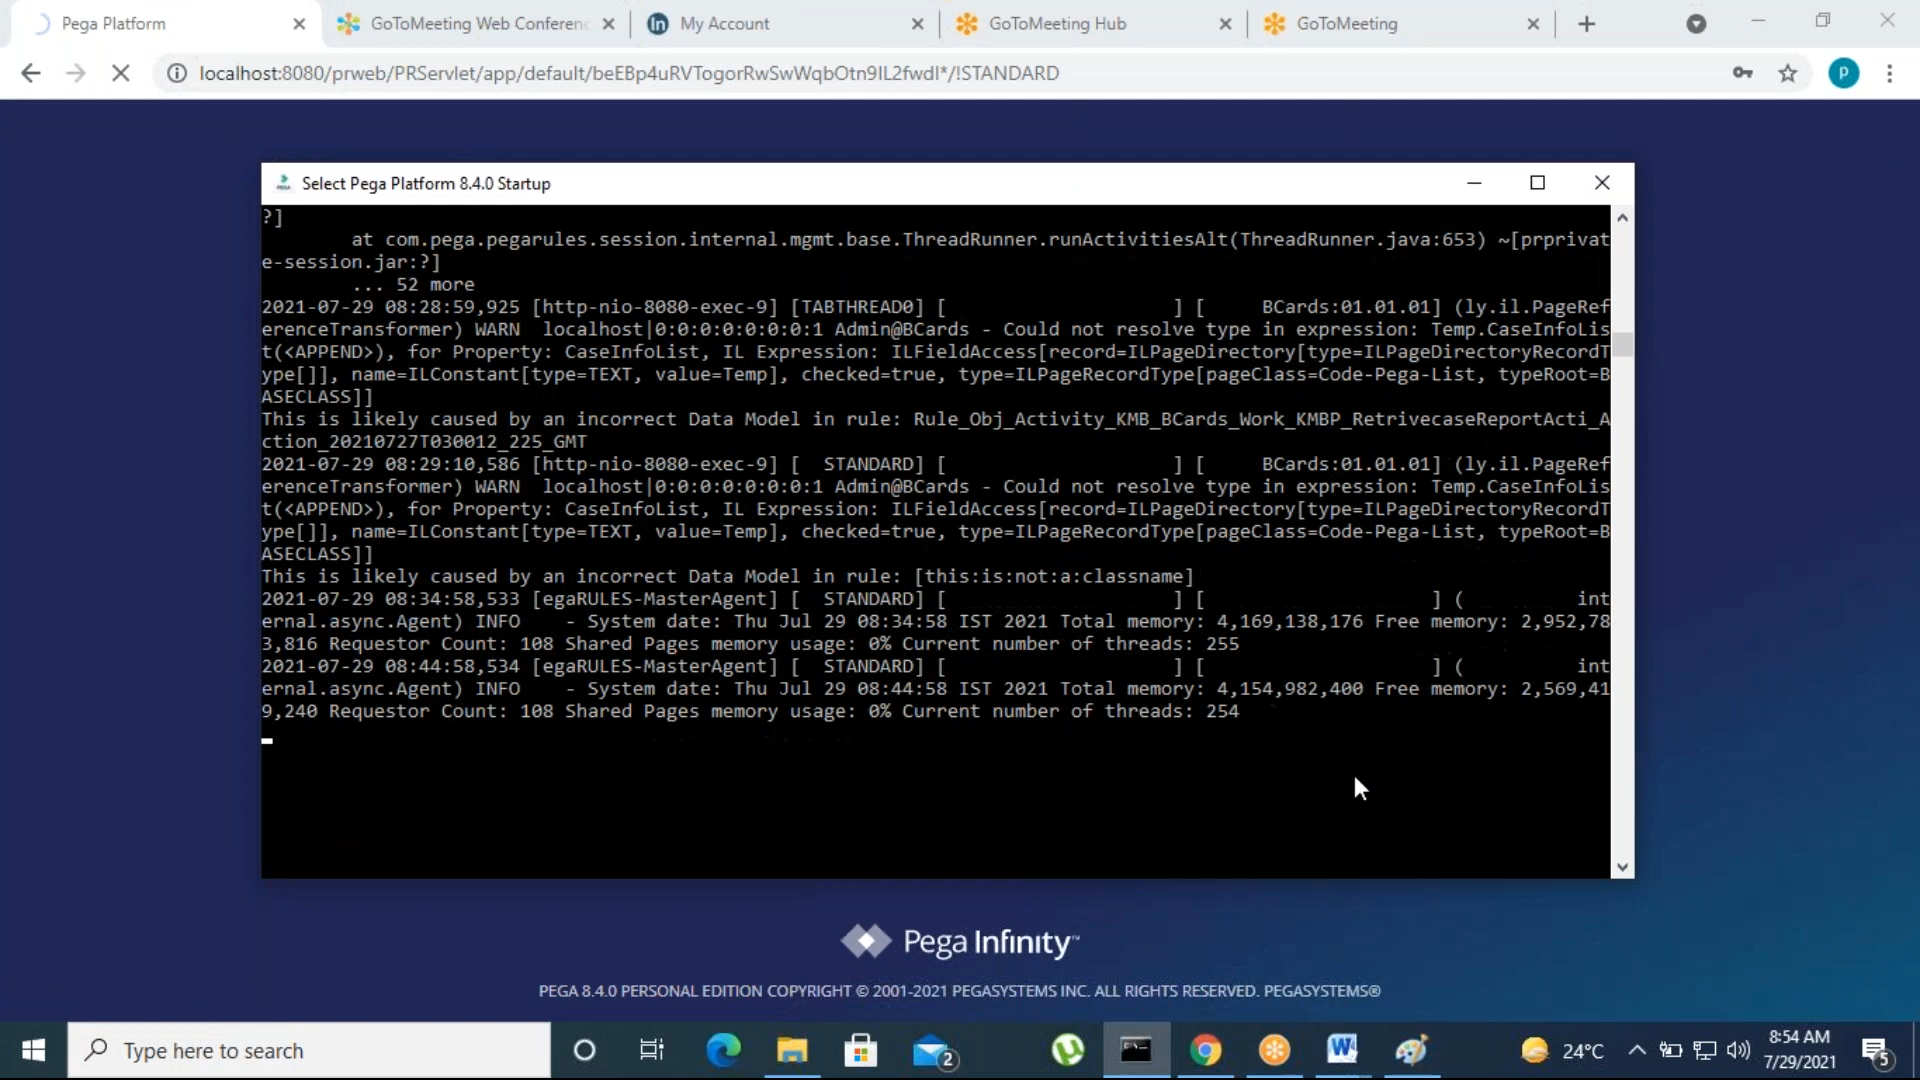 Pega Platform
GoToMeeting Web Conferenc
My Account
GoToMeeting Hub
GoToMeeting
localhost:8080/prweb/PRServlet/app/default/beEBp4uRVTogorRwSwWqbOtn9IL2fwdI*/!STANDARD
P
Select Pega Platform 8.4.0 Startup
?]
at com.pega.pegarules.session.internal.mgmt.base.ThreadRunner.runActivitiesAlt(ThreadRunner.java:653) ~[prprivat
e-session.jar:?]
... 52 more
2021-07-29 08:28:59,925 [http-nio-8080-exec-9] [TABTHREAD0] [                    ] [     BCards:01.01.01] (ly.il.PageRef
erenceTransformer) WARN  localhost|0:0:0:0:0:0:0:1 Admin@BCards - Could not resolve type in expression: Temp.CaseInfoLis
t(<APPEND>), for Property: CaseInfoList, IL Expression: ILFieldAccess[record=ILPageDirectory[type=ILPageDirectoryRecordT
ype[]], name=ILConstant[type=TEXT, value=Temp], checked=true, type=ILPageRecordType[pageClass=Code-Pega-List, typeRoot=B
ASECLASS]]
This is likely caused by an incorrect Data Model in rule: Rule_Obj_Activity_KMB_BCards_Work_KMBP_RetrivecaseReportActi_A
ction_20210727T030012_225_GMT
2021-07-29 08:29:10,586 [http-nio-8080-exec-9] [  STANDARD] [                    ] [     BCards:01.01.01] (ly.il.PageRef
erenceTransformer) WARN  localhost|0:0:0:0:0:0:0:1 Admin@BCards - Could not resolve type in expression: Temp.CaseInfoLis
t(<APPEND>), for Property: CaseInfoList, IL Expression: ILFieldAccess[record=ILPageDirectory[type=ILPageDirectoryRecordT
ype[]], name=ILConstant[type=TEXT, value=Temp], checked=true, type=ILPageRecordType[pageClass=Code-Pega-List, typeRoot=B
ASECLASS]]
This is likely caused by an incorrect Data Model in rule: [this:is:not:a:classname]
2021-07-29 08:34:58,533 [egaRULES-MasterAgent] [  STANDARD] [                    ] [                    ] (          int
ernal.async.Agent) INFO    - System date: Thu Jul 29 08:34:58 IST 2021 Total memory: 4,169,138,176 Free memory: 2,952,78
3,816 Requestor Count: 108 Shared Pages memory usage: 0% Current number of threads: 255
2021-07-29 08:44:58,534 [egaRULES-MasterAgent] [  STANDARD] [                    ] [                    ] (          int
ernal.async.Agent) INFO    - System date: Thu Jul 29 08:44:58 IST 2021 Total memory: 4,154,982,400 Free memory: 2,569,41
9,240 Requestor Count: 108 Shared Pages memory usage: 0% Current number of threads: 254
Pega Infinity™
PEGA 8.4.0 PERSONAL EDITION COPYRIGHT © 2001-2021 PEGASYSTEMS INC. ALL RIGHTS RESERVED. PEGASYSTEMS®
Type here to search
2
24°C
8:54 AM
7/29/2021
5